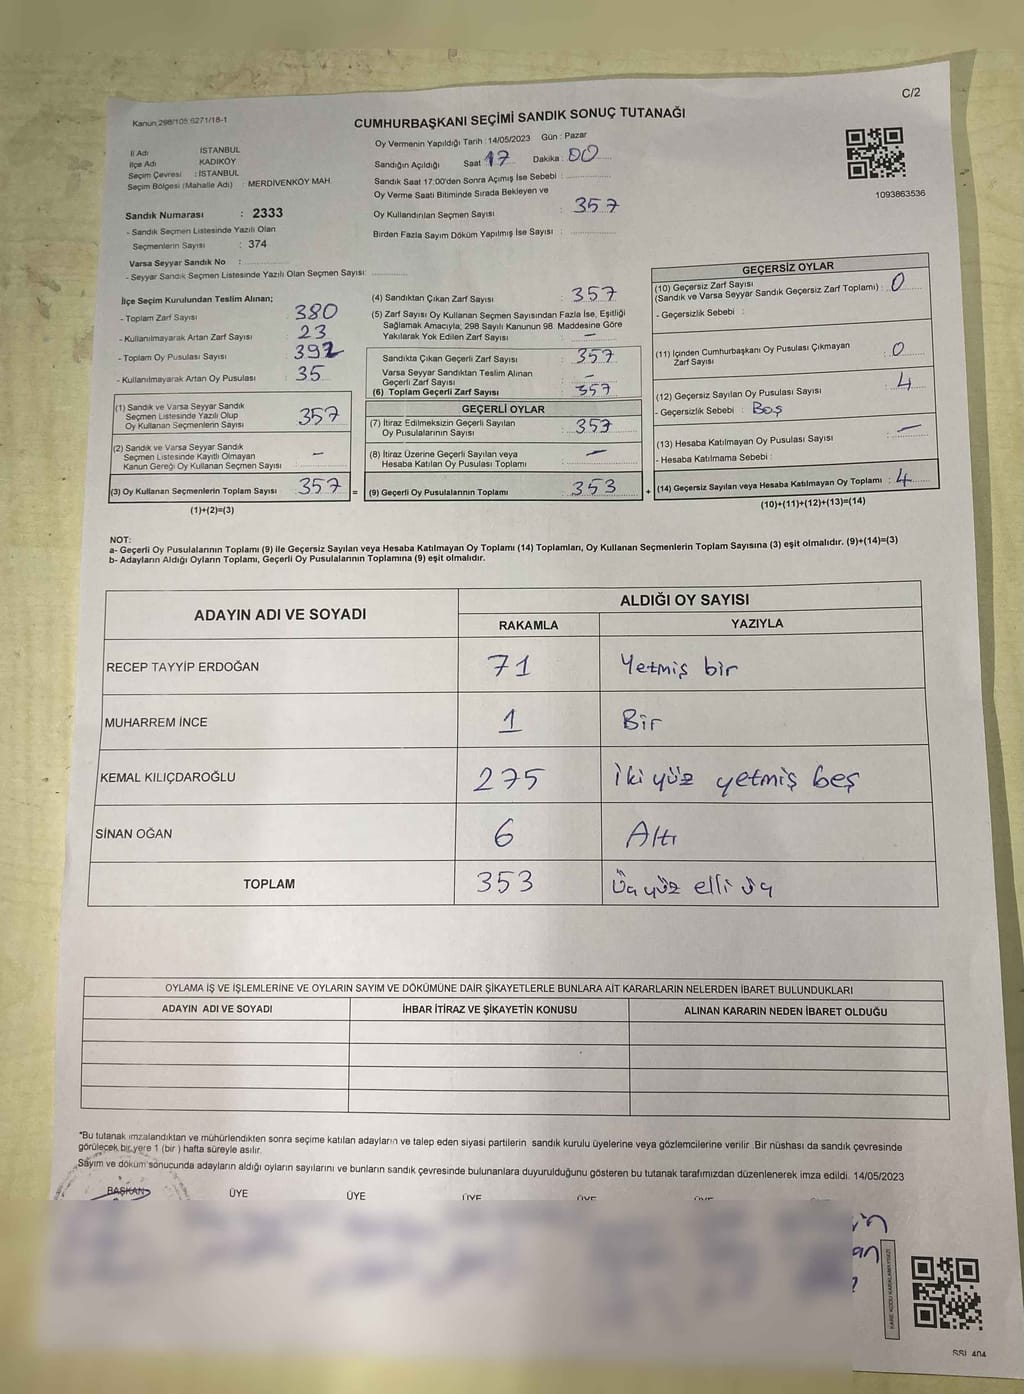 C/2
Kanun 298/105 6271/18-1
CUMHURBAŞKANI SEÇİMİ SANDIK SONUÇ TUTANAĞI
İl Adı : İSTANBUL
İlçe Adı : KADIKÖY
Seçim Çevresi : İSTANBUL
Seçim Bölgesi (Mahalle Adı) : MERDİVENKÖY MAH.
Sandık Numarası : 2333
- Sandık Seçmen Listesinde Yazılı Olan
Seçmenlerin Sayısı : 374
Varsa Seyyar Sandık No :
- Seyyar Sandık Seçmen Listesinde Yazılı Olan Seçmen Sayısı:
Oy Vermenin Yapıldığı Tarih : 14/05/2023 Gün : Pazar
Sandığın Açıldığı Saat 17 Dakika : 00
Sandık Saat 17.00'den Sonra Açılmış İse Sebebi :
Oy Verme Saati Bitiminde Sırada Bekleyen ve
Oy Kullandırılan Seçmen Sayısı : 357
Birden Fazla Sayım Döküm Yapılmış İse Sayısı :
1093863536
İlçe Seçim Kurulundan Teslim Alınan;
- Toplam Zarf Sayısı : 380
- Kullanılmayarak Artan Zarf Sayısı : 23
- Toplam Oy Pusulası Sayısı : 392
- Kullanılmayarak Artan Oy Pusulası : 35
(1) Sandık ve Varsa Seyyar Sandık
Seçmen Listesinde Yazılı Olup
Oy Kullanan Seçmenlerin Sayısı : 357
(2) Sandık ve Varsa Seyyar Sandık
Seçmen Listesinde Kayıtlı Olmayan
Kanun Gereği Oy Kullanan Seçmen Sayısı : –
(3) Oy Kullanan Seçmenlerin Toplam Sayısı : 357
(1)+(2)=(3)
(4) Sandıktan Çıkan Zarf Sayısı : 357
(5) Zarf Sayısı Oy Kullanan Seçmen Sayısından Fazla İse, Eşitliği
Sağlamak Amacıyla; 298 Sayılı Kanunun 98. Maddesine Göre
Yakılarak Yok Edilen Zarf Sayısı : –
Sandıkta Çıkan Geçerli Zarf Sayısı : 357
Varsa Seyyar Sandıktan Teslim Alınan
Geçerli Zarf Sayısı : –
(6) Toplam Geçerli Zarf Sayısı : 357
GEÇERLİ OYLAR
(7) İtiraz Edilmeksizin Geçerli Sayılan
Oy Pusulalarının Sayısı : 353
(8) İtiraz Üzerine Geçerli Sayılan veya
Hesaba Katılan Oy Pusulası Toplamı : –
= (9) Geçerli Oy Pusulalarının Toplamı : 353 +
GEÇERSİZ OYLAR
(10) Geçersiz Zarf Sayısı
(Sandık ve Varsa Seyyar Sandık Geçersiz Zarf Toplamı) : 0
- Geçersizlik Sebebi :
(11) İçinden Cumhurbaşkanı Oy Pusulası Çıkmayan
Zarf Sayısı : 0
(12) Geçersiz Sayılan Oy Pusulası Sayısı : 4
- Geçersizlik Sebebi : Boş
(13) Hesaba Katılmayan Oy Pusulası Sayısı : –
- Hesaba Katılmama Sebebi :
(14) Geçersiz Sayılan veya Hesaba Katılmayan Oy Toplamı : 4
(10)+(11)+(12)+(13)=(14)
NOT:
a- Geçerli Oy Pusulalarının Toplamı (9) ile Geçersiz Sayılan veya Hesaba Katılmayan Oy Toplamı (14) Toplamları, Oy Kullanan Seçmenlerin Toplam Sayısına (3) eşit olmalıdır. (9)+(14)=(3)
b- Adayların Aldığı Oyların Toplamı, Geçerli Oy Pusulalarının Toplamına (9) eşit olmalıdır.
ADAYIN ADI VE SOYADI
ALDIĞI OY SAYISI
RAKAMLA YAZIYLA
RECEP TAYYİP ERDOĞAN 71 Yetmiş bir
MUHARREM İNCE 1 Bir
KEMAL KILIÇDAROĞLU 275 İki yüz yetmiş beş
SİNAN OĞAN 6 Altı
TOPLAM 353 Üç yüz elli üç
OYLAMA İŞ VE İŞLEMLERİNE VE OYLARIN SAYIM VE DÖKÜMÜNE DAİR ŞİKAYETLERLE BUNLARA AİT KARARLARIN NELERDEN İBARET BULUNDUKLARI
ADAYIN ADI VE SOYADI İHBAR İTİRAZ VE ŞİKAYETİN KONUSU ALINAN KARARIN NEDEN İBARET OLDUĞU
*Bu tutanak imzalandıktan ve mühürlendikten sonra seçime katılan adayların ve talep eden siyasi partilerin sandık kurulu üyelerine veya gözlemcilerine verilir. Bir nüshası da sandık çevresinde
görülecek bir yere 1 (bir) hafta süreyle asılır.
Sayım ve döküm sonucunda adayların aldığı oyların sayılarını ve bunların sandık çevresinde bulunanlara duyurulduğunu gösteren bu tutanak tarafımızdan düzenlenerek imza edildi. 14/05/2023
BAŞKAN ÜYE ÜYE ÜYE ÜYE
KARE KODU KARALAMAYINIZ!